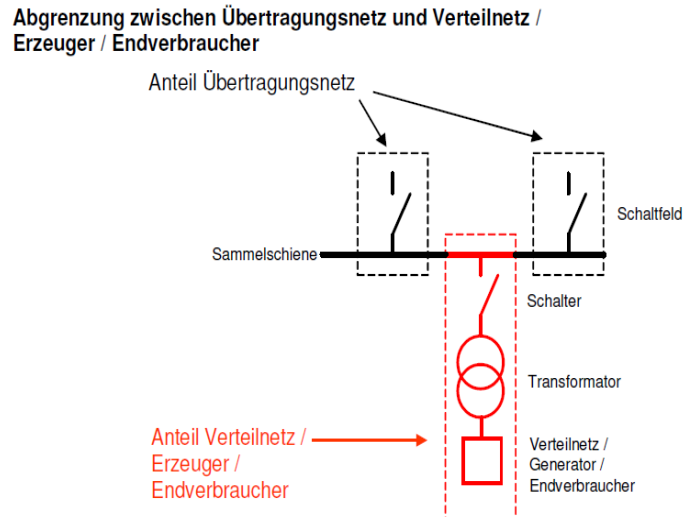 Abgrenzung zwischen Übertragungsnetz und Verteilnetz /
Erzeuger / Endverbraucher
Anteil Übertragungsnetz
Schaltfeld
Sammelschiene
Schalter
Transformator
Anteil Verteilnetz /
Erzeuger /
Endverbraucher
Verteilnetz /
Generator /
Endverbraucher